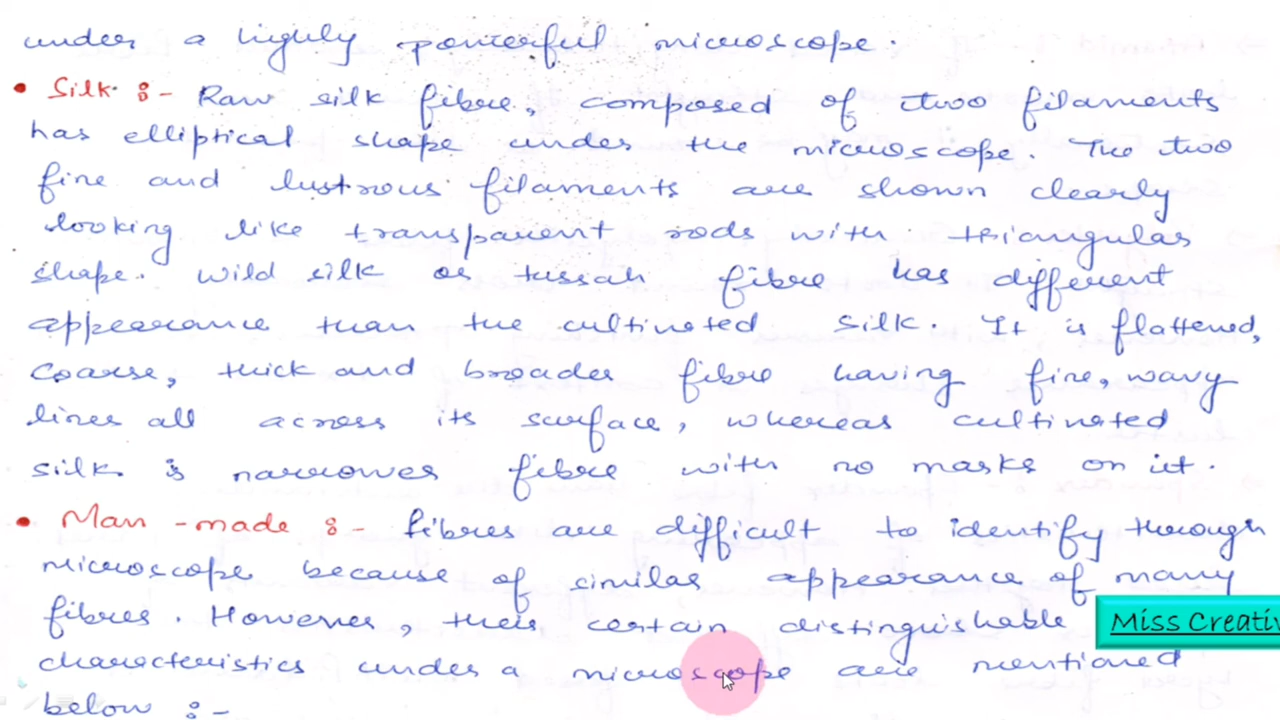 under a highly powerful microscope.
• Silk :- Raw silk fibre, composed of two filaments
has elliptical shape under the microscope. The two
fine and lustrous filaments are shown clearly
looking like transparent rods with triangular
shape. Wild silk or tussah fibre has different
appearance than the cultivated silk. It is flattened,
coarse, thick and broader fibre having fine, wavy
lines all across its surface, whereas cultivated
silk is narrower fibre with no marks on it.
• Man-made :- fibres are difficult to identify through
microscope because of similar appearance of many
fibres. However, their certain distinguishable
Miss Creativ
characteristics under a microscope are mentioned
below :-